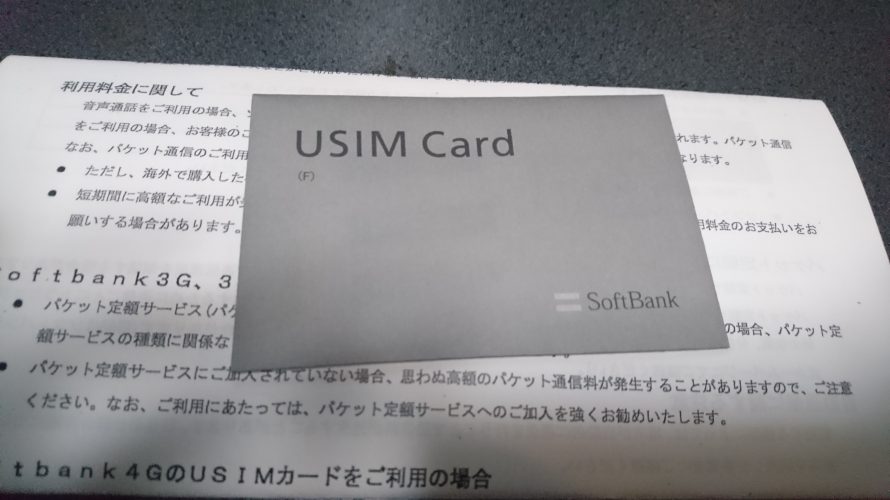 利用料金に関して
音声通話をご利用の場合、
をご利用の場合、お客様のご
れます。パケット通信
なお、パケット通信のご利用
なります。
● ただし、海外で購入した
● 短期間に高額なご利用が
用料金のお支払いをお
願いする場合があります。
oftbank3G、3
● パケット定額サービス(パケ
の場合、パケット定
額サービスの種類に関係な
す。
● パケット定額サービスにご加入されていない場合、思わぬ高額のパケット通信料が発生することがありますので、ご注意
ください。なお、ご利用にあたっては、パケット定額サービスへのご加入を強くお勧めいたします。
tbank4GのUSIMカードをご利用の場合
USIM Card
(F)
SoftBank